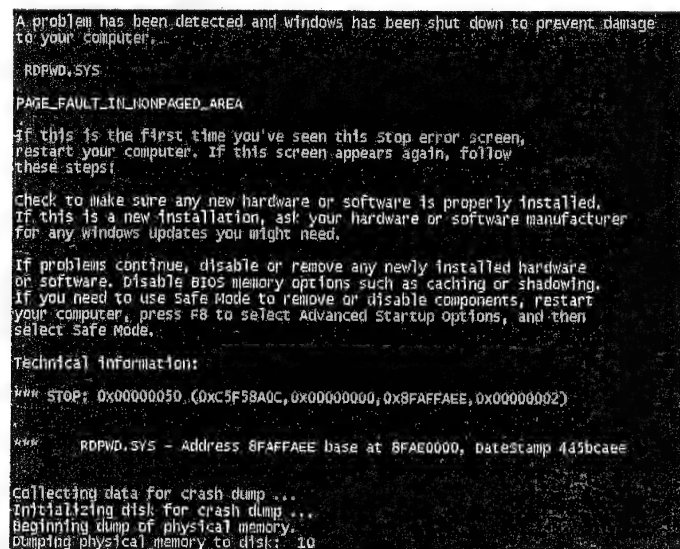 A problem has been detected and windows has been shut down to prevent damage
to your computer.
RDPWD.SYS
PAGE_FAULT_IN_NONPAGED_AREA
If this is the first time you've seen this Stop error screen,
restart your computer. If this screen appears again, follow
these steps:
Check to make sure any new hardware or software is properly installed.
If this is a new installation, ask your hardware or software manufacturer
for any windows updates you might need.
If problems continue, disable or remove any newly installed hardware
or software. Disable BIOS memory options such as caching or shadowing.
If you need to use Safe Mode to remove or disable components, restart
your computer, press F8 to select Advanced Startup Options, and then
select Safe Mode.
Technical information:
*** STOP: 0x00000050 (0xC5F58A0C,0x00000000,0x8FAFFAEE,0x00000002)
*** RDPWD.SYS - Address 8FAFFAEE base at 8FAE0000, DateStamp 4d5bcaee
Collecting data for crash dump ...
Initializing disk for crash dump ...
Beginning dump of physical memory.
Dumping physical memory to disk: 10